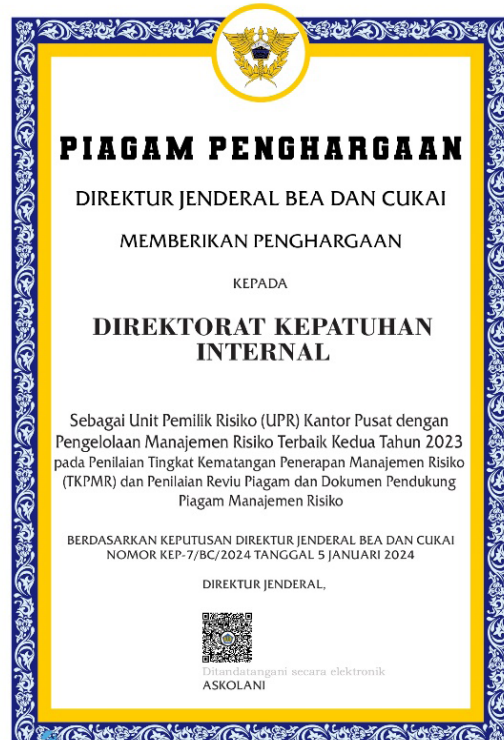 PIAGAM PENGHARGAAN
DIREKTUR JENDERAL BEA DAN CUKAI
MEMBERIKAN PENGHARGAAN
KEPADA
DIREKTORAT KEPATUHAN
INTERNAL
Sebagai Unit Pemilik Risiko (UPR) Kantor Pusat dengan
Pengelolaan Manajemen Risiko Terbaik Kedua Tahun 2023
pada Penilaian Tingkat Kematangan Penerapan Manajemen Risiko
(TKPMR) dan Penilaian Reviu Piagam dan Dokumen Pendukung
Piagam Manajemen Risiko
BERDASARKAN KEPUTUSAN DIREKTUR JENDERAL BEA DAN CUKAI
NOMOR KEP-7/BC/2024 TANGGAL 5 JANUARI 2024
DIREKTUR JENDERAL,
Ditandatangani secara elektronik
ASKOLANI